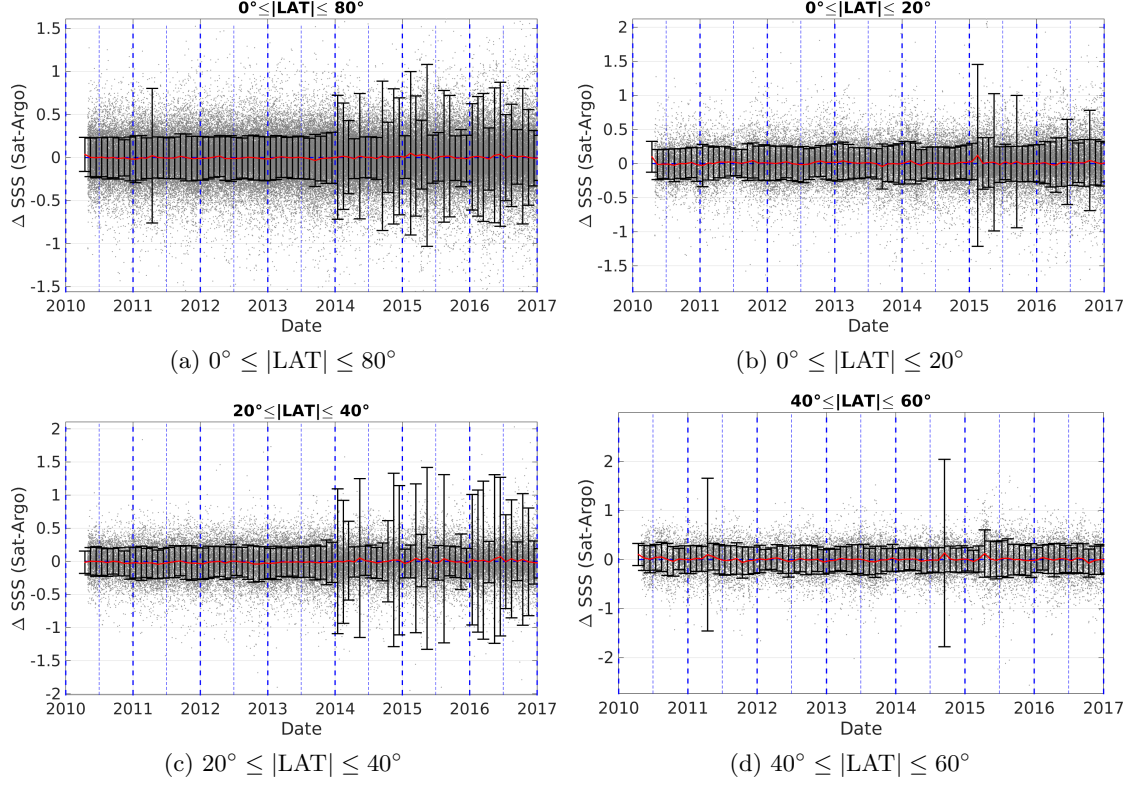 0°≤|LAT|≤ 80°
1.5
1
0.5
0
-0.5
-1
-1.5
Δ SSS (Sat-Argo)
2010 2011 2012 2013 2014 2015 2016 2017
Date
(a) 0° ≤ |LAT| ≤ 80°
0°≤|LAT|≤ 20°
2
1.5
1
0.5
0
-0.5
-1
-1.5
Δ SSS (Sat-Argo)
2010 2011 2012 2013 2014 2015 2016 2017
Date
(b) 0° ≤ |LAT| ≤ 20°
20°≤|LAT|≤ 40°
2
1.5
1
0.5
0
-0.5
-1
-1.5
-2
Δ SSS (Sat-Argo)
2010 2011 2012 2013 2014 2015 2016 2017
Date
(c) 20° ≤ |LAT| ≤ 40°
40°≤|LAT|≤ 60°
2
1
0
-1
-2
Δ SSS (Sat-Argo)
2010 2011 2012 2013 2014 2015 2016 2017
Date
(d) 40° ≤ |LAT| ≤ 60°